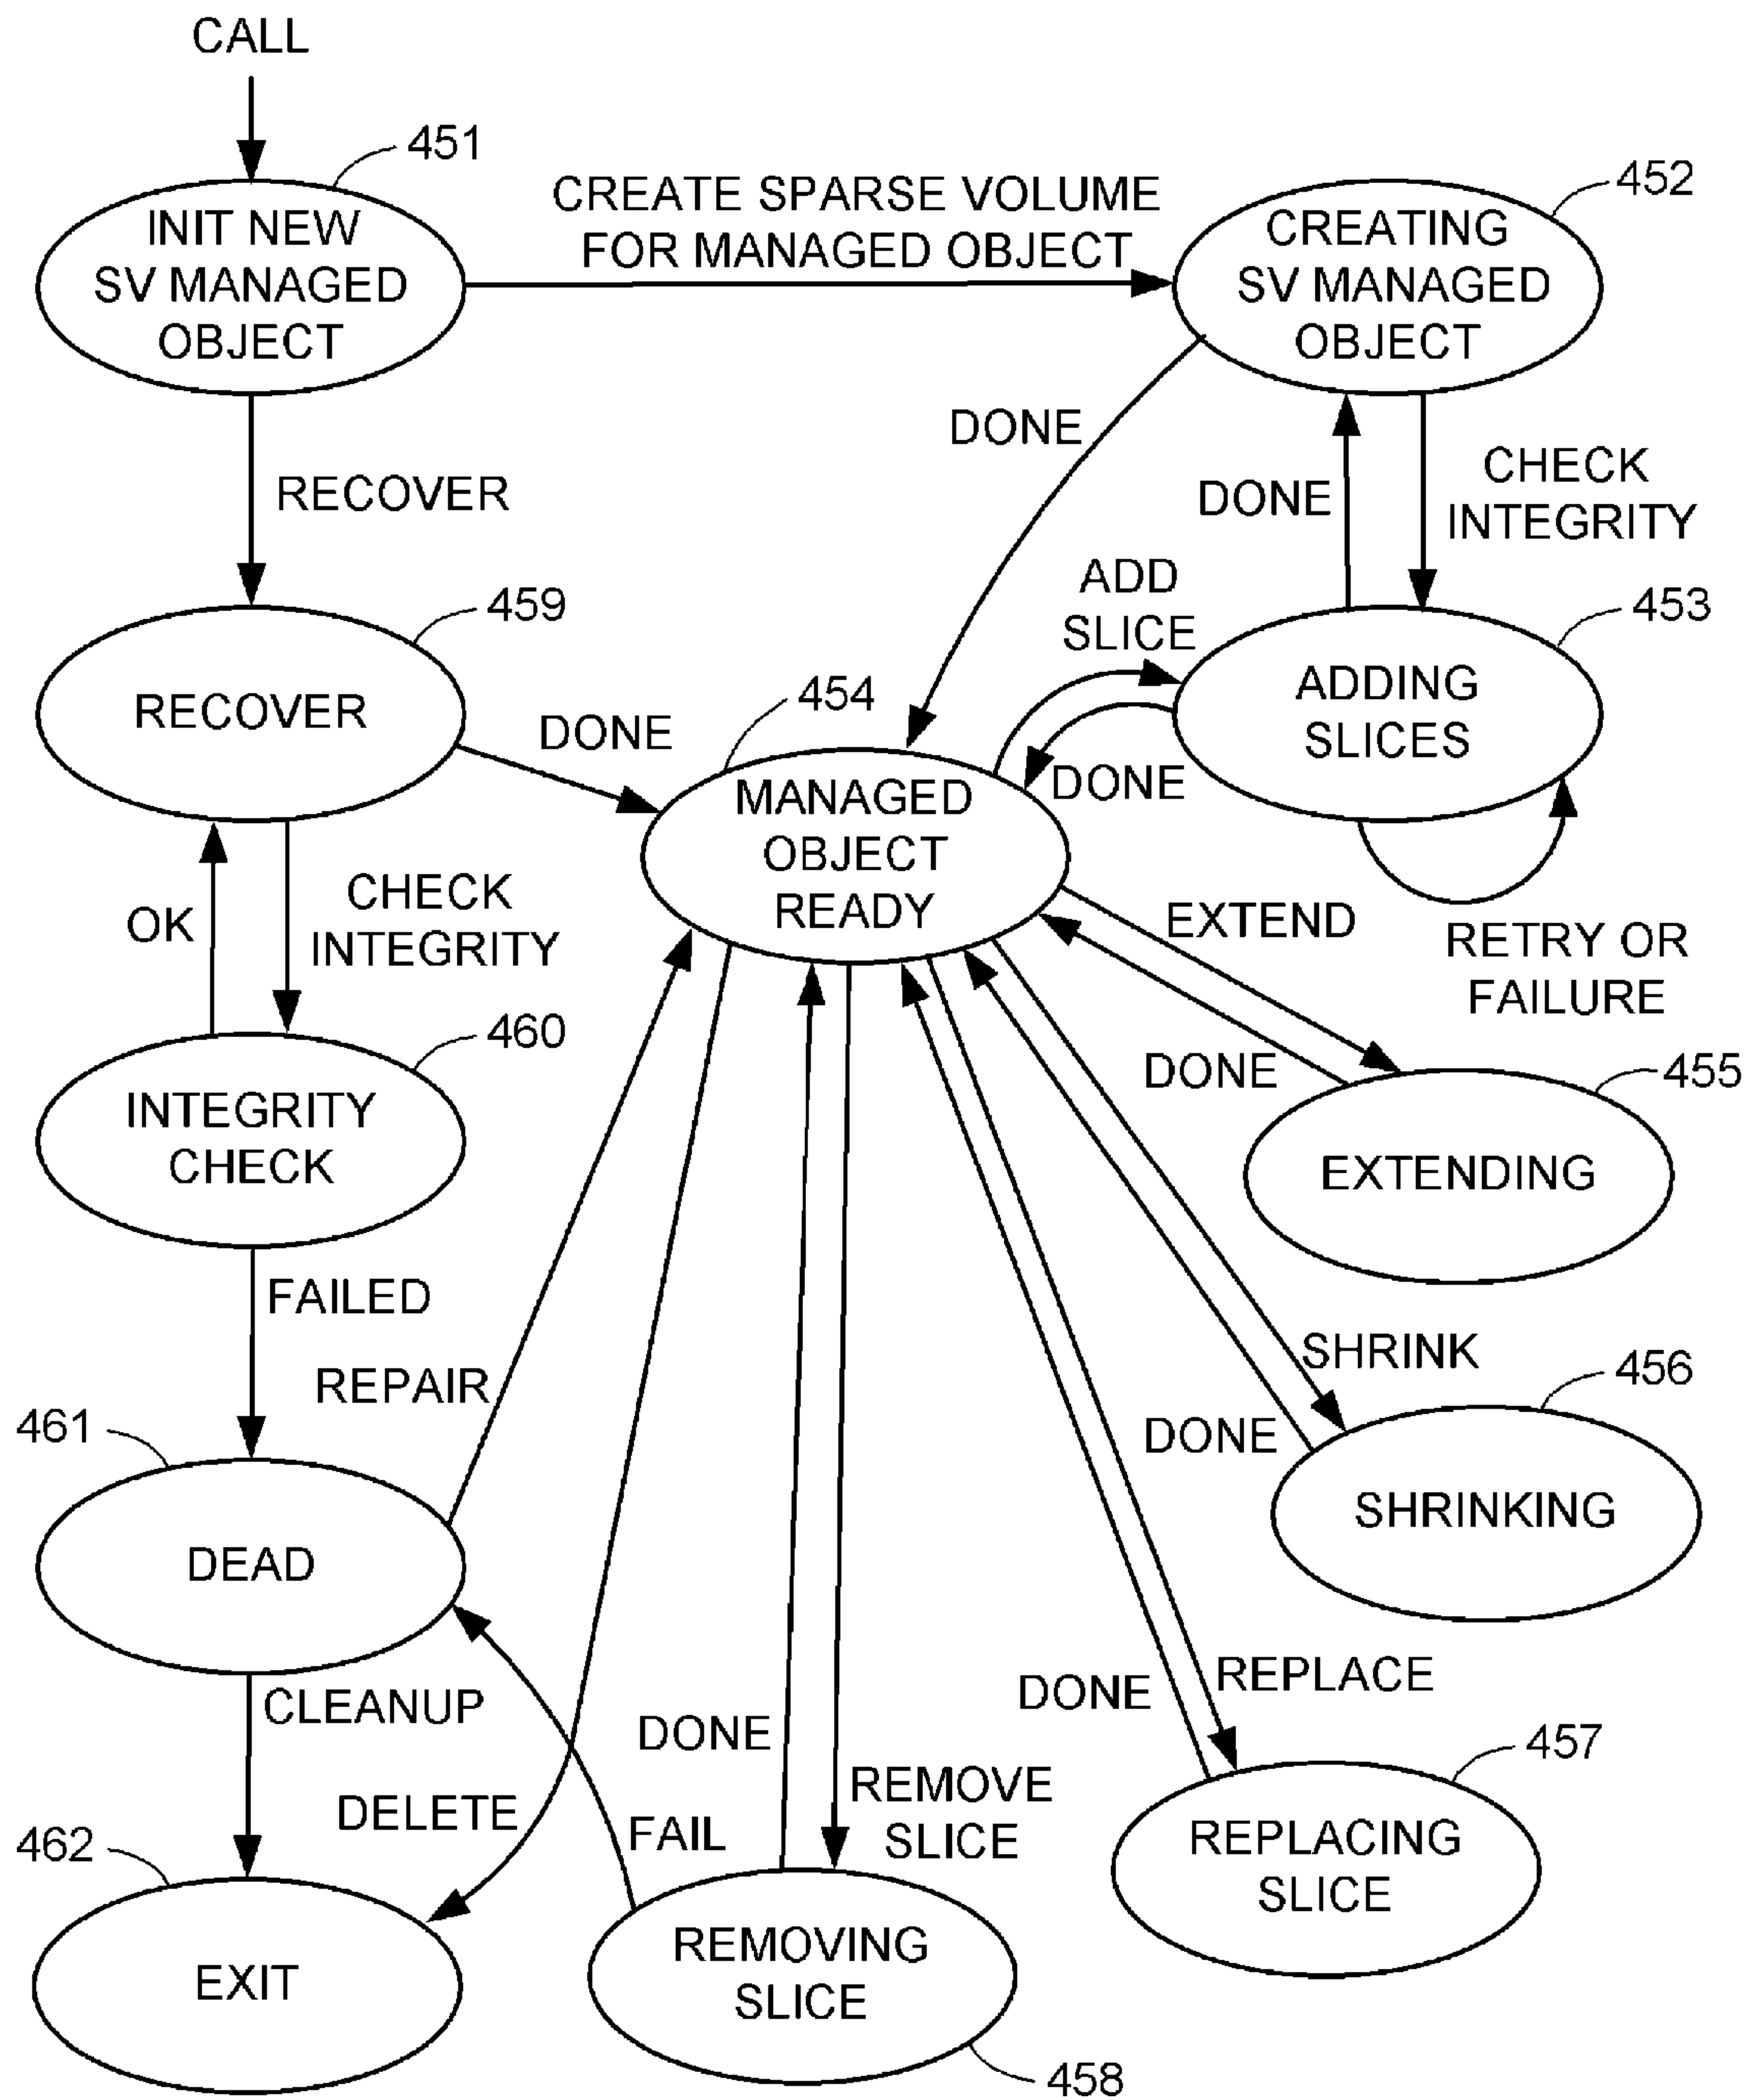 CALL
451
INIT NEW
SV MANAGED
OBJECT
CREATE SPARSE VOLUME
FOR MANAGED OBJECT
452
CREATING
SV MANAGED
OBJECT
RECOVER
DONE
DONE
CHECK
INTEGRITY
459
RECOVER
ADD
SLICE
453
ADDING
SLICES
DONE
454
DONE
MANAGED
OBJECT
READY
RETRY OR
FAILURE
OK
CHECK
INTEGRITY
EXTEND
DONE
455
EXTENDING
460
INTEGRITY
CHECK
FAILED
REPAIR
SHRINK
DONE
456
SHRINKING
461
DEAD
CLEANUP
DELETE
FAIL
DONE
REMOVE
SLICE
DONE
REPLACE
457
REPLACING
SLICE
462
EXIT
REMOVING
SLICE
458